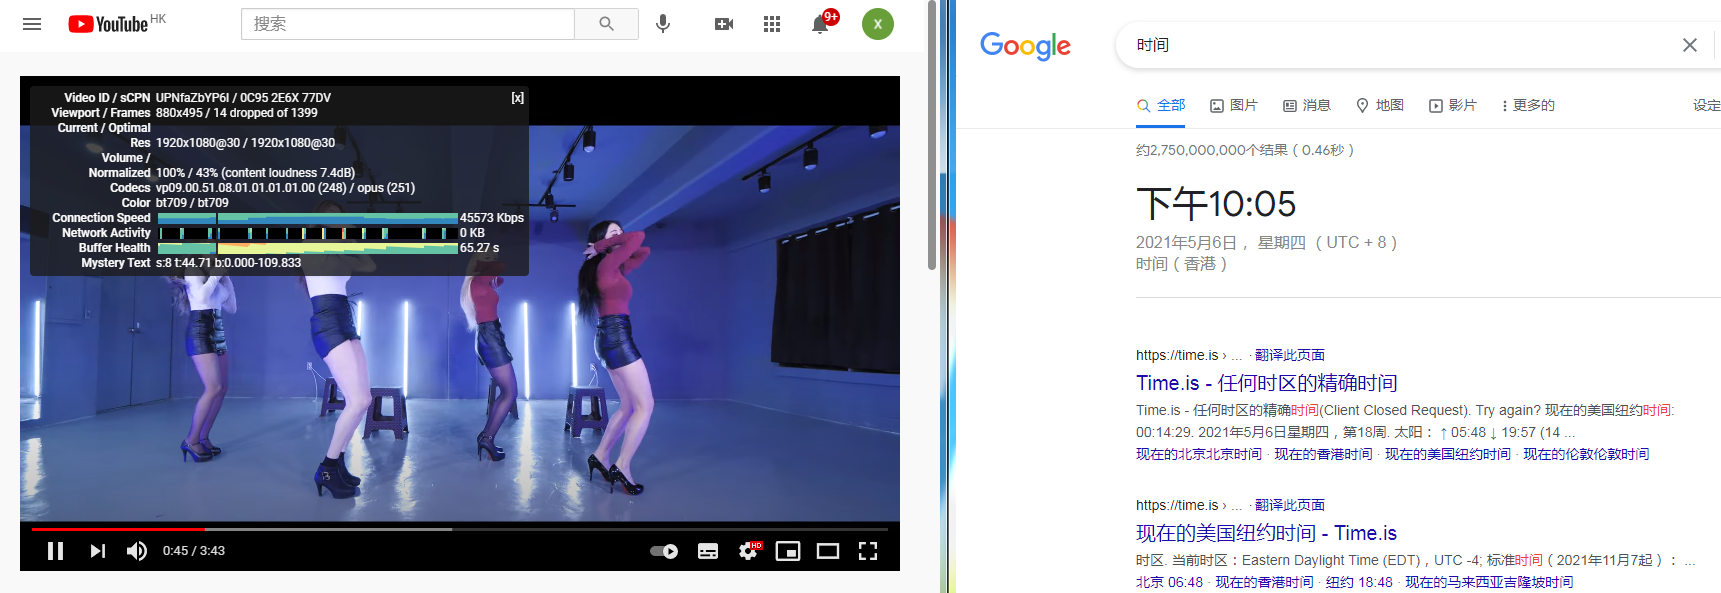 YouTube HK
搜索
9+
X
Video ID / sCPN UPNfaZbYP6I / 0C95 2E6X 77DV [x]
Viewport / Frames 880x495 / 14 dropped of 1399
Current / Optimal
Res 1920x1080@30 / 1920x1080@30
Volume /
Normalized 100% / 43% (content loudness 7.4dB)
Codecs vp09.00.51.08.01.01.01.01.00 (248) / opus (251)
Color bt709 / bt709
Connection Speed 45573 Kbps
Network Activity 0 KB
Buffer Health 65.27 s
Mystery Text s:8 t:44.71 b:0.000-109.833
0:45 / 3:43
HD
Google
时间
全部 图片 消息 地图 影片 更多的 设定
约2,750,000,000个结果（0.46秒）
下午10:05
2021年5月6日， 星期四 （UTC + 8）
时间（香港）
https://time.is › ... · 翻译此页面
Time.is - 任何时区的精确时间
Time.is - 任何时区的精确时间(Client Closed Request). Try again? 现在的美国纽约时间:
00:14:29. 2021年5月6日星期四，第18周. 太阳： ↑ 05:48 ↓ 19:57 (14 ...
现在的北京北京时间 · 现在的香港时间 · 现在的美国纽约时间 · 现在的伦敦伦敦时间
https://time.is › ... · 翻译此页面
现在的美国纽约时间 - Time.is
时区. 当前时区：Eastern Daylight Time (EDT)，UTC -4; 标准时间（2021年11月7起）： ...
北京 06:48 · 现在的香港时间 · 纽约 18:48 · 现在的马来西亚吉隆坡时间